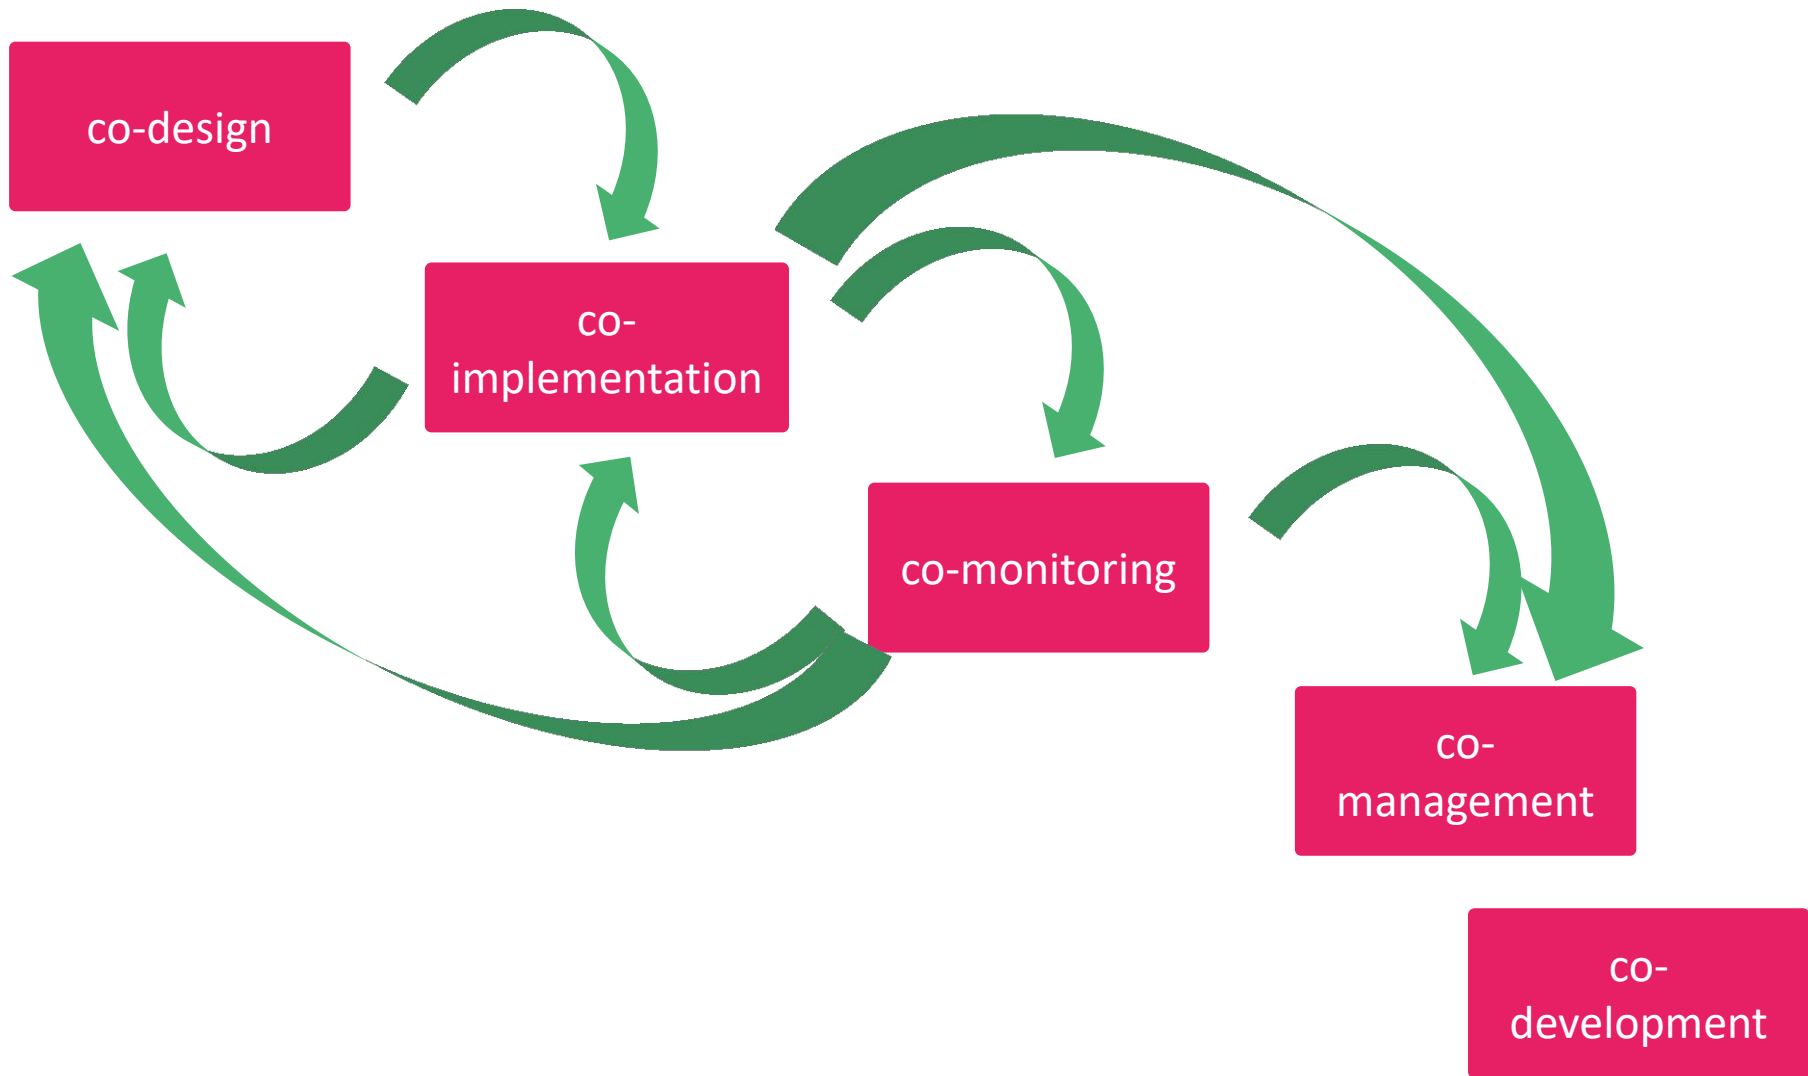 co-design
co-
implementation
co-monitoring
co-
management
co-
development